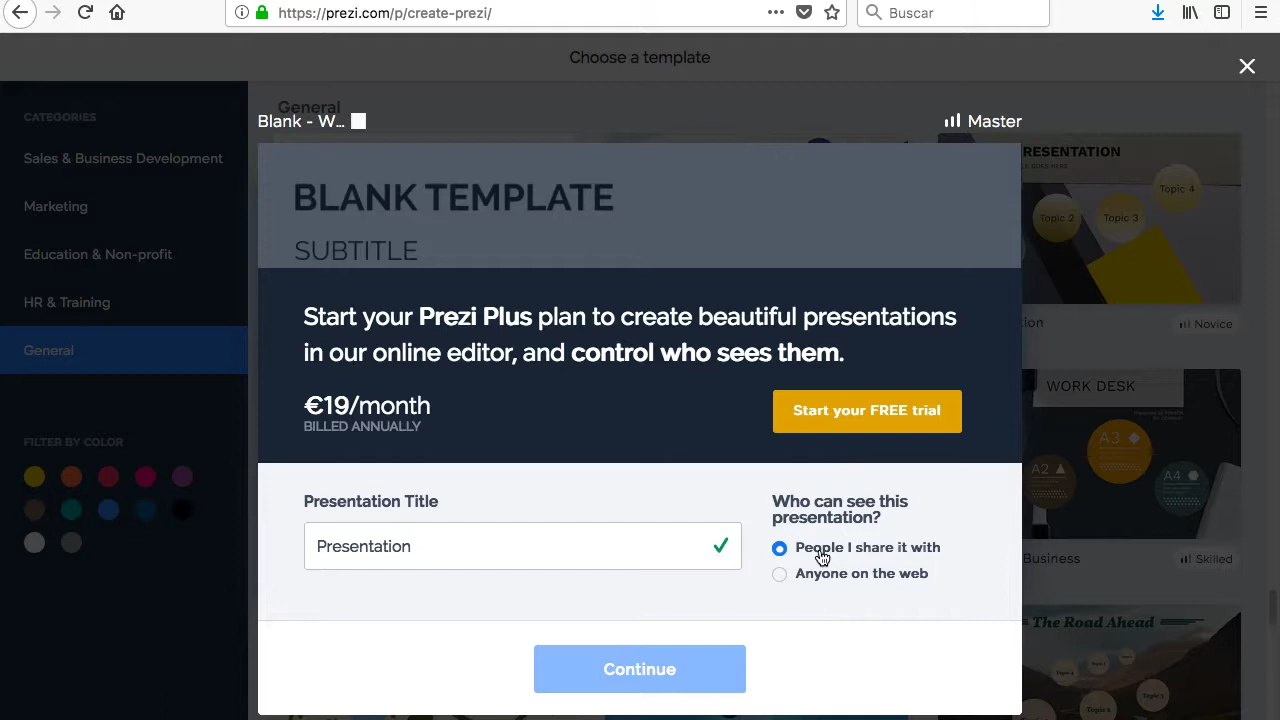 https://prezi.com/p/create-prezi/
Buscar
Choose a template
CATEGORIES
Sales & Business Development
Marketing
Education & Non-profit
HR & Training
General
FILTER BY COLOR
General
Blank - W...
Master
BLANK TEMPLATE
SUBTITLE
Start your Prezi Plus plan to create beautiful presentations
in our online editor, and control who sees them.
€19/month
BILLED ANNUALLY
Start your FREE trial
Presentation Title
Who can see this
presentation?
Presentation
People I share it with
Anyone on the web
Continue
RESENTATION
Topic 4
Topic 2
Topic 3
tion
Novice
WORK DESK
A3
A2
A4
Business
Skilled
The Road Ahead